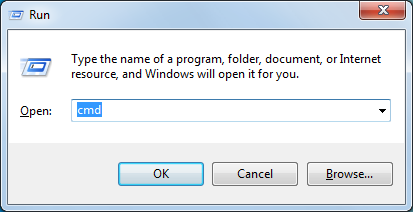 Run
Type the name of a program, folder, document, or Internet
resource, and Windows will open it for you.
Open: cmd
OK Cancel Browse...